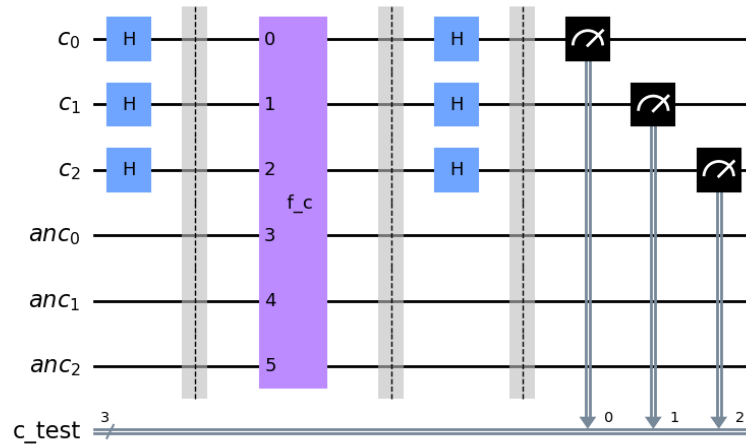 c0 H 0 H
c1 H 1 H
c2 H 2 H
f_c
anc0 3
anc1 4
anc2 5
c_test 3 0 1 2